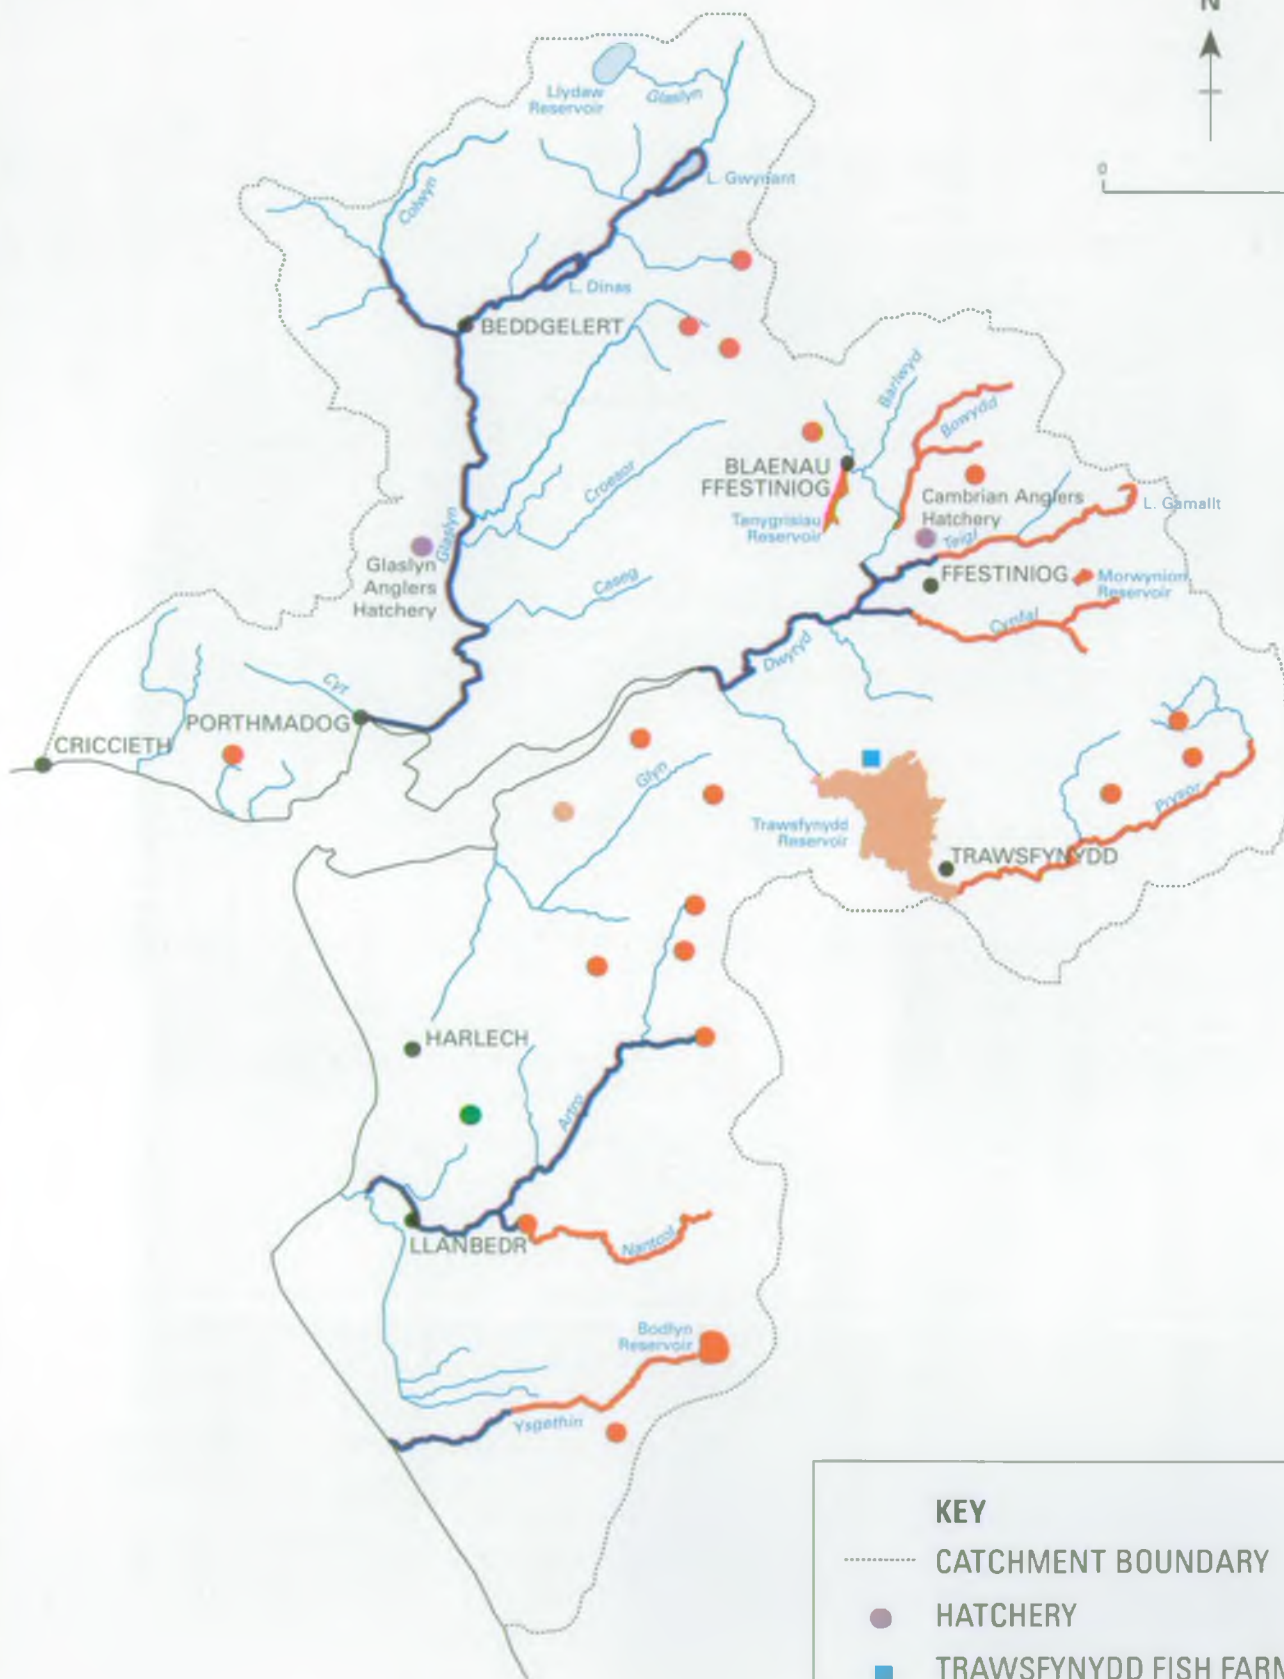 N
0
Llydaw
Reservoir
Glaslyn
L. Gwynant
Colwyn
L. Dinas
BEDDGELERT
Barlwyd
Bowydd
BLAENAU
FFESTINIOG
Tanygrisiau
Reservoir
Croesor
Cambrian Anglers
Hatchery
L. Gamallt
Teigl
Glaslyn
Glaslyn
Anglers
Hatchery
FFESTINIOG
Morwynion
Reservoir
Caseg
Cynfal
Dwyryd
Cyt
PORTHMADOG
CRICCIETH
Glyn
Prysor
Trawsfynydd
Reservoir
TRAWSFYNYDD
HARLECH
Artro
LLANBEDR
Nantcol
Bodlyn
Reservoir
Ysgethin
KEY
CATCHMENT BOUNDARY
HATCHERY
TRAWSFYNYDD FISH FARM